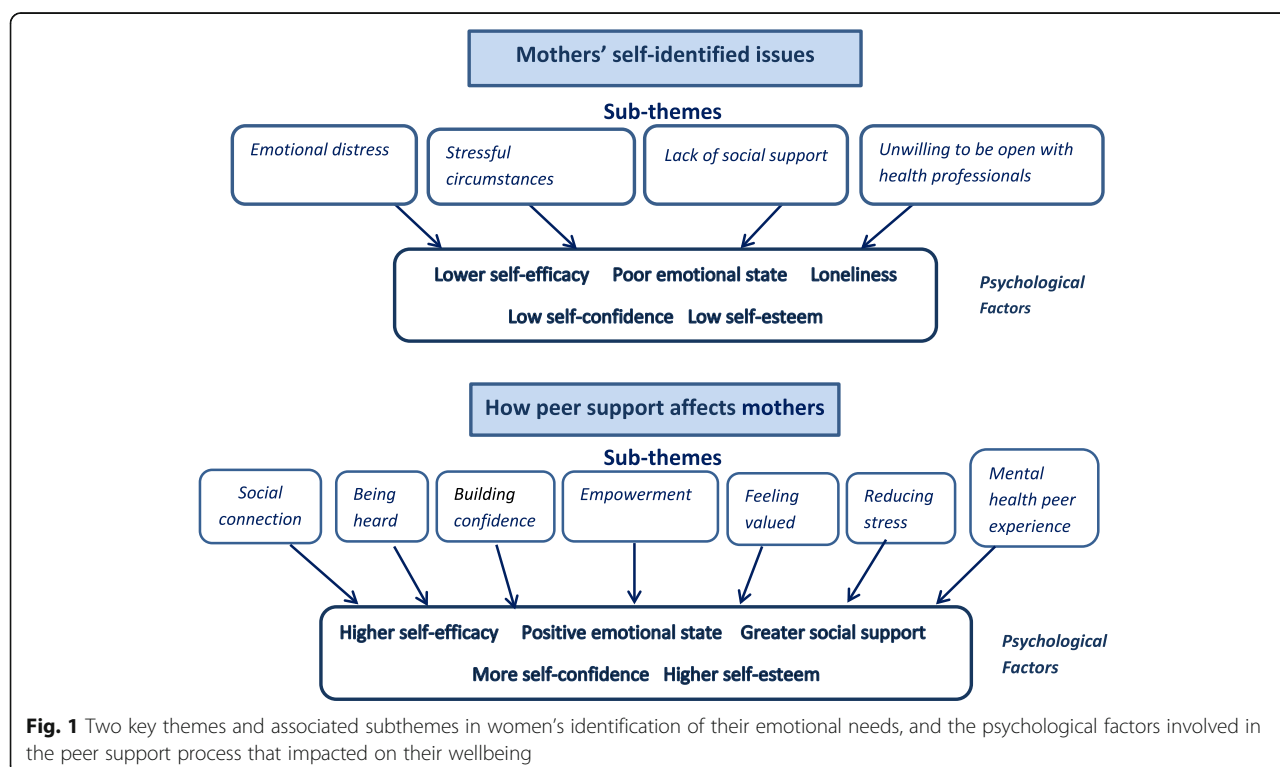 Mothers' self-identified issues
Sub-themes
Emotional distress
Stressful
circumstances
Lack of social support
Unwilling to be open with
health professionals
Lower self-efficacy Poor emotional state Loneliness
Low self-confidence Low self-esteem
Psychological
Factors
How peer support affects mothers
Sub-themes
Social
connection
Being
heard
Building
confidence
Empowerment
Feeling
valued
Reducing
stress
Mental
health peer
experience
Higher self-efficacy Positive emotional state Greater social support
More self-confidence Higher self-esteem
Psychological
Factors
Fig. 1 Two key themes and associated subthemes in women's identification of their emotional needs, and the psychological factors involved in
the peer support process that impacted on their wellbeing